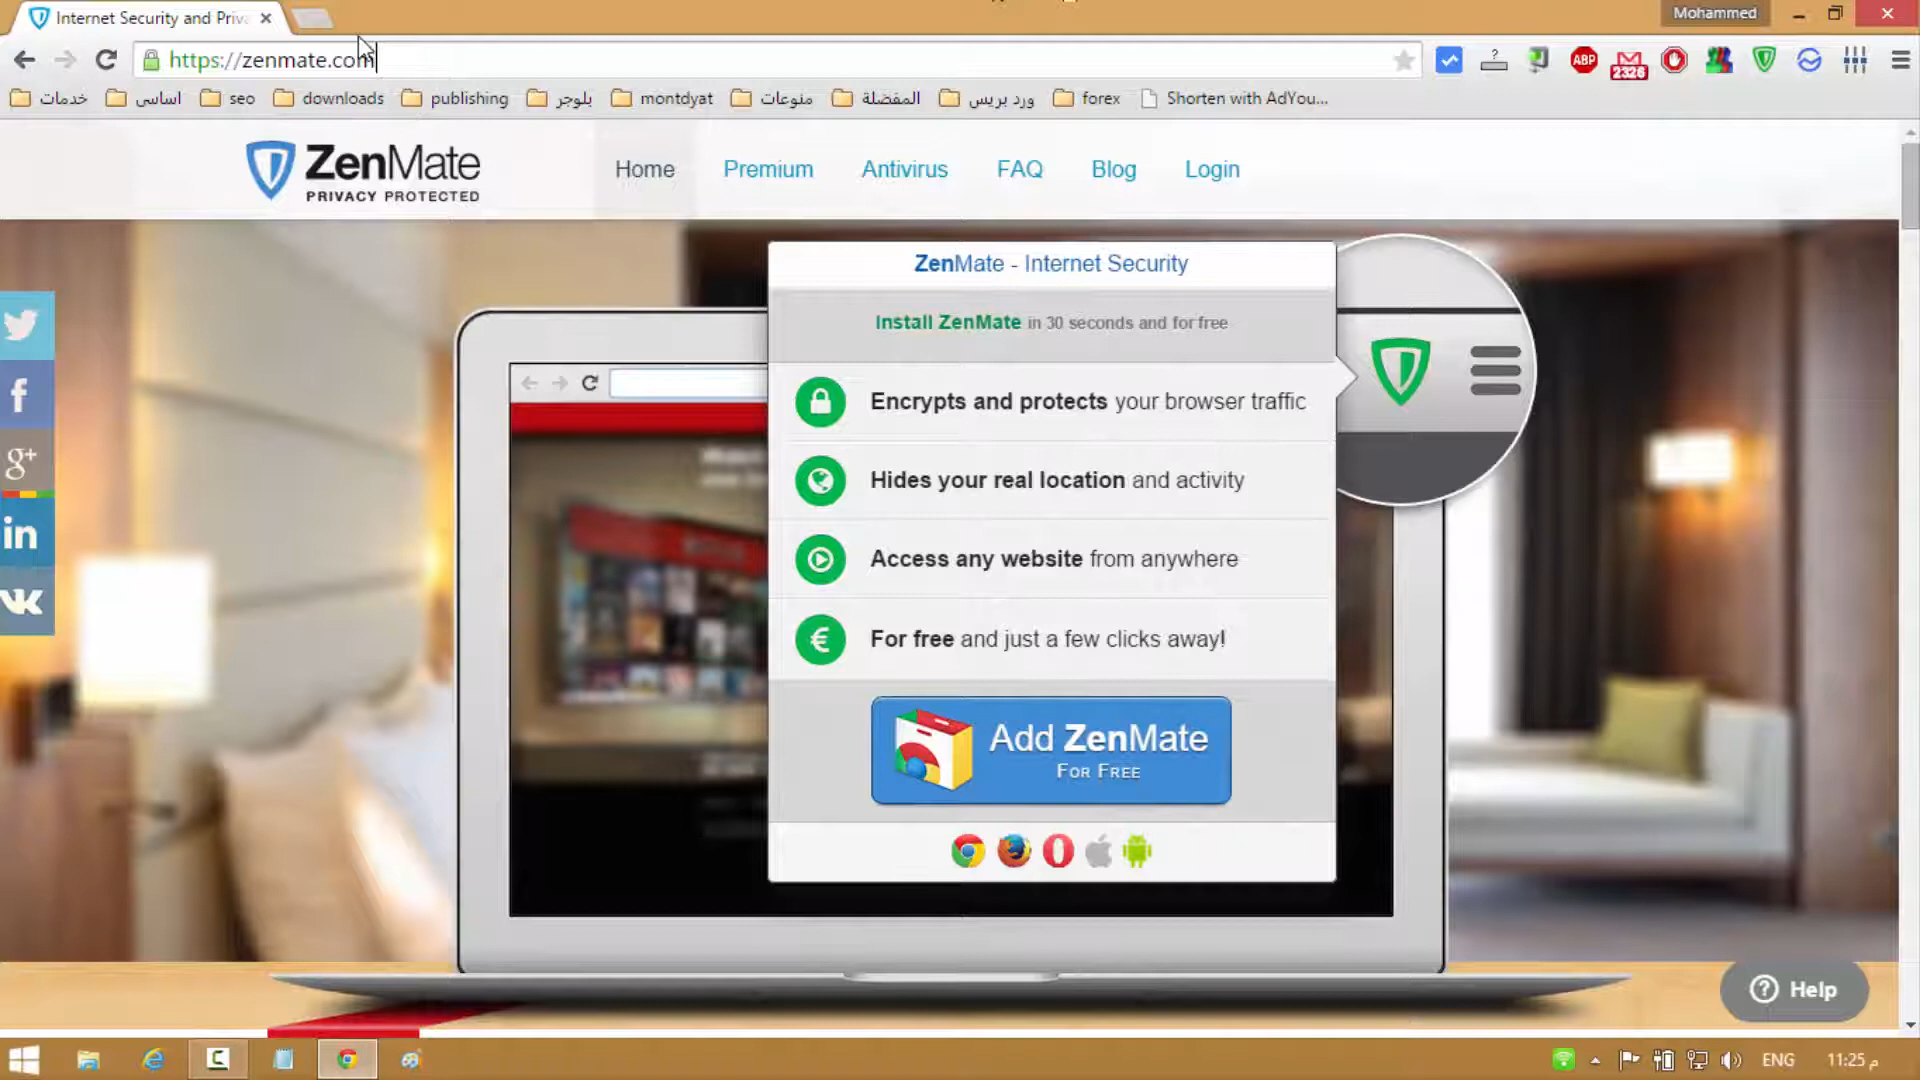 Internet Security and Priv
Mohammed
https://zenmate.com
ABP
2326
خدمات
اساسى
seo
downloads
publishing
بلوجر
montdyat
منوعات
المفضلة
ورد بريس
forex
Shorten with AdYou...
ZenMate
PRIVACY PROTECTED
Home
Premium
Antivirus
FAQ
Blog
Login
ZenMate - Internet Security
Install ZenMate in 30 seconds and for free
Encrypts and protects your browser traffic
Hides your real location and activity
Access any website from anywhere
For free and just a few clicks away!
Add ZenMate
FOR FREE
Help
ENG
11:25 م